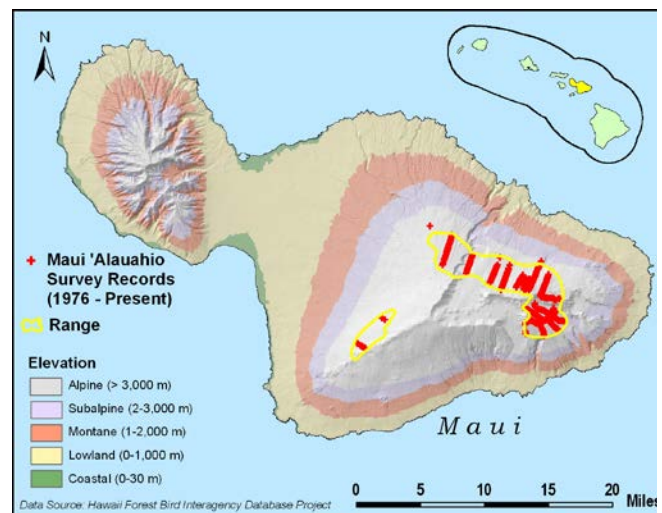 N
Maui 'Alauahio
Survey Records
(1976 - Present)
Range
Elevation
Alpine (> 3,000 m)
Subalpine (2-3,000 m)
Montane (1-2,000 m)
Lowland (0-1,000 m)
Coastal (0-30 m)
Maui
0 5 10 15 20
Miles
Data Source: Hawaii Forest Bird Interagency Database Project